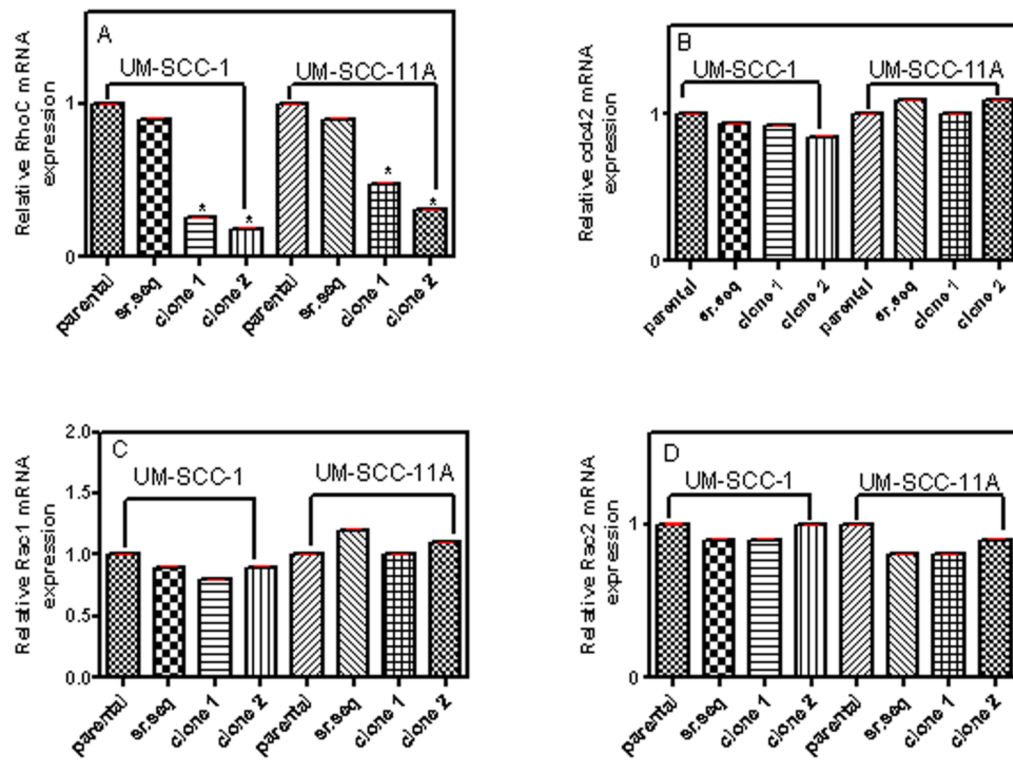 A
UM-SCC-1
UM-SCC-11A
Relative RhoC mRNA
expression
1
0
*
*
*
*
parental
sr.seq
clone 1
clone 2
parental
sr.seq
clone 1
clone 2
B
UM-SCC-1
UM-SCC-11A
Relative cdc42 mRNA
expression
1
0
parental
sr.seq
clone 1
clone 2
parental
sr.seq
clone 1
clone 2
C
UM-SCC-1
UM-SCC-11A
Relative Rac1 mRNA
expression
2.0
1.5
1.0
0.5
0.0
parental
sr.seq
clone 1
clone 2
parental
sr.seq
clone 1
clone 2
D
UM-SCC-1
UM-SCC-11A
Relative Rac2 mRNA
expression
1
0
parental
sr.seq
clone 1
clone 2
parental
sr.seq
clone 1
clone 2